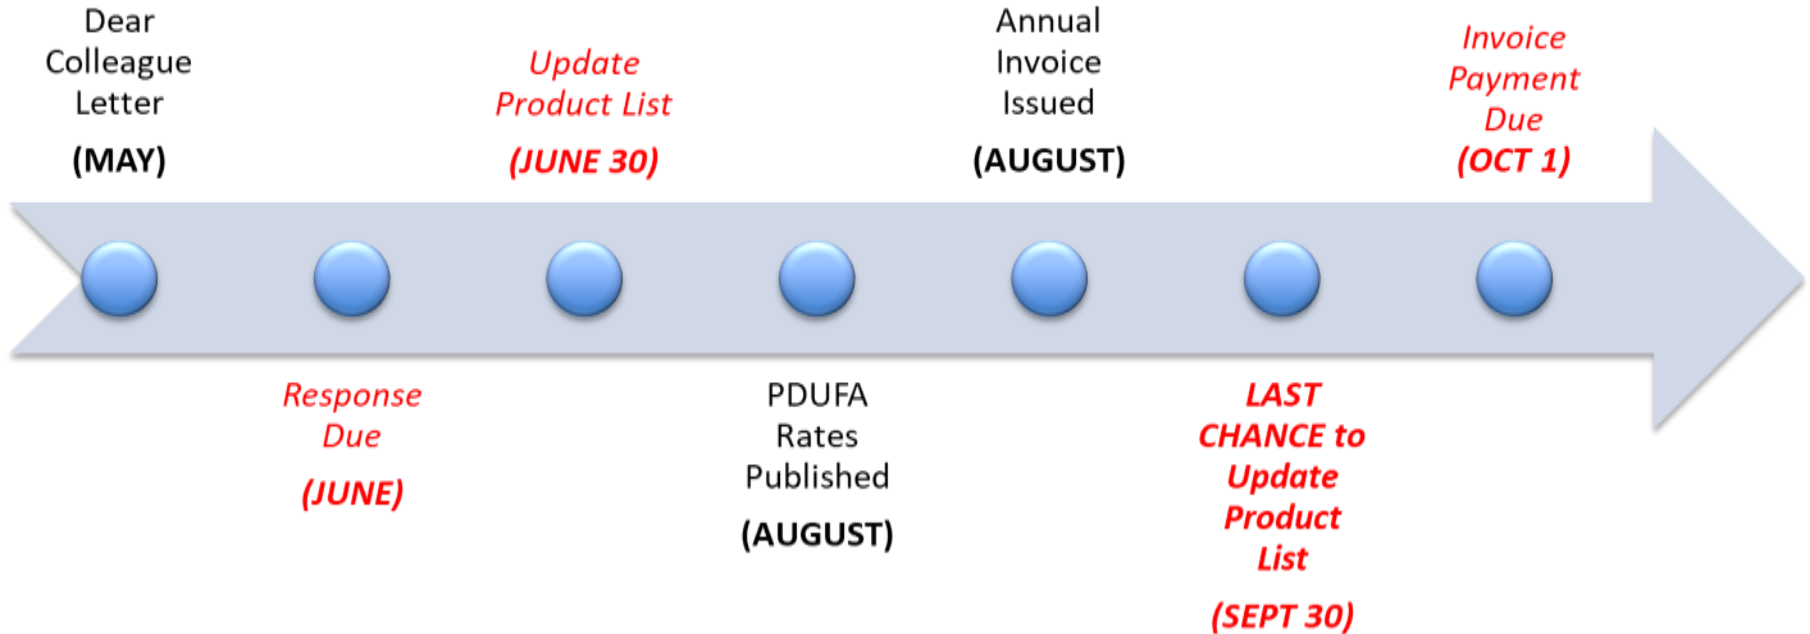 Dear
Colleague
Letter
(MAY)
Response
Due
(JUNE)
Update
Product List
(JUNE 30)
PDUFA
Rates
Published
(AUGUST)
Annual
Invoice
Issued
(AUGUST)
LAST
CHANCE to
Update
Product
List
(SEPT 30)
Invoice
Payment
Due
(OCT 1)